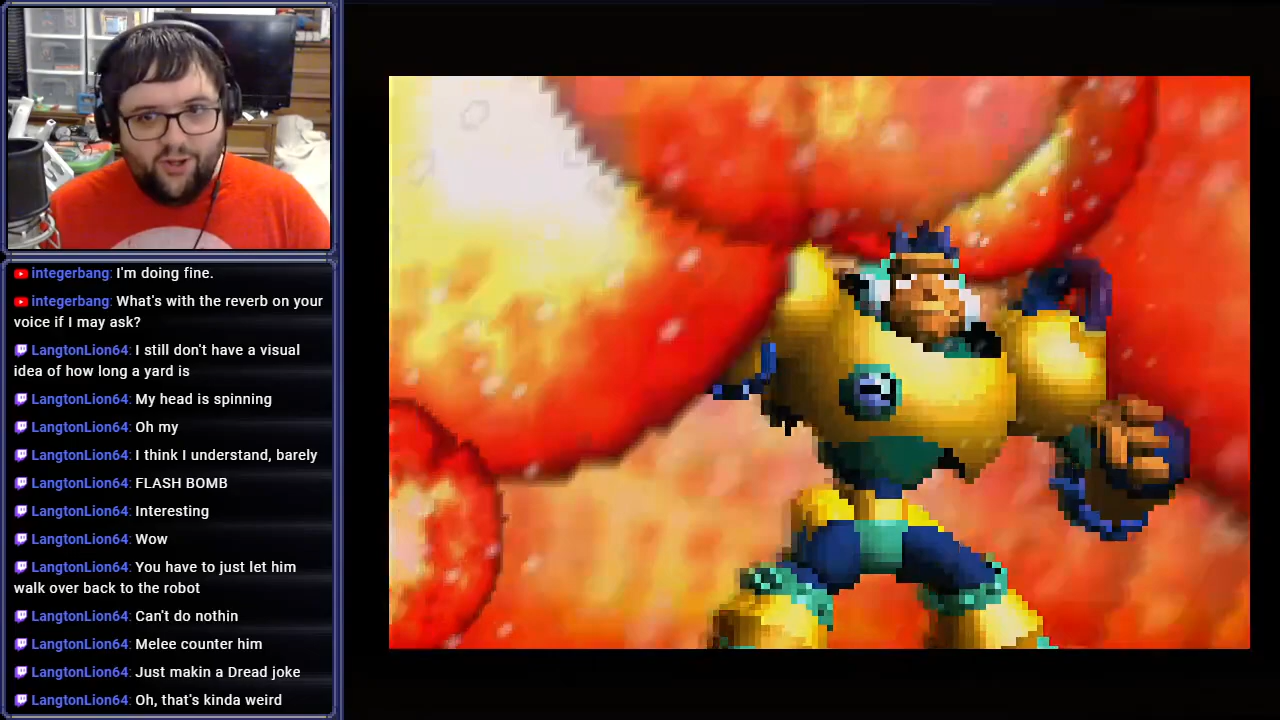 integerbang: I'm doing fine.
integerbang: What's with the reverb on your
voice if I may ask?
LangtonLion64: I still don't have a visual
idea of how long a yard is
LangtonLion64: My head is spinning
LangtonLion64: Oh my
LangtonLion64: I think I understand, barely
LangtonLion64: FLASH BOMB
LangtonLion64: Interesting
LangtonLion64: Wow
LangtonLion64: You have to just let him
walk over back to the robot
LangtonLion64: Can't do nothin
LangtonLion64: Melee counter him
LangtonLion64: Just makin a Dread joke
LangtonLion64: Oh, that's kinda weird